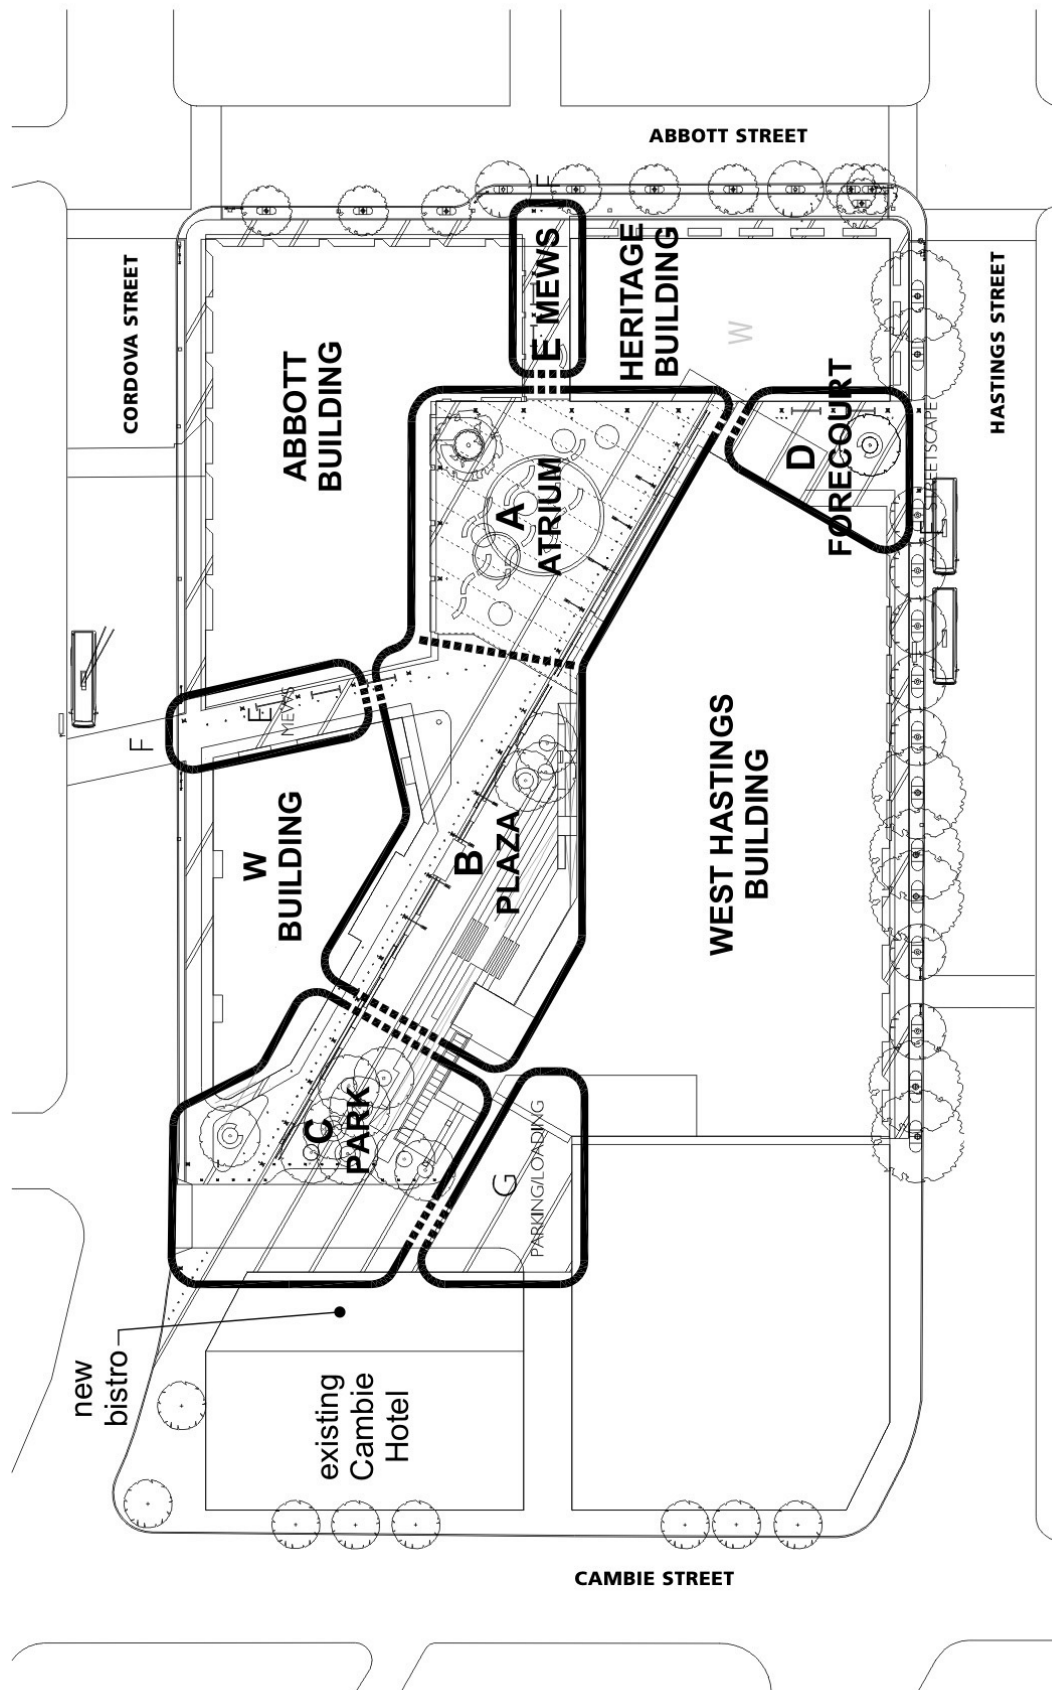 ABBOTT STREET
CORDOVA STREET
HASTINGS STREET
F
E MEWS
HERITAGE
BUILDING
W
ABBOTT
BUILDING
A
ATRIUM
D
FORECOURT
F
E
MEWS
W
BUILDING
B
PLAZA
WEST HASTINGS
BUILDING
C
PARK
G
PARKING/LOADING
new
bistro
existing
Cambie
Hotel
CAMBIE STREET